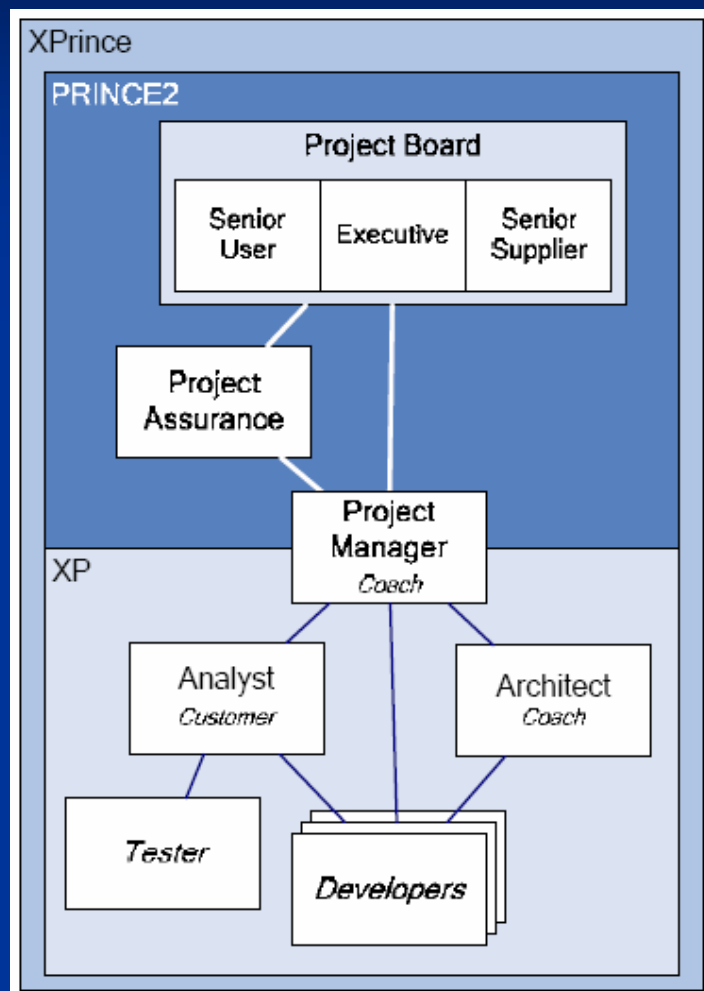 XPrince
PRINCE2
Project Board
Senior
User
Executive
Senior
Supplier
Project
Assurance
Project
Manager
Coach
XP
Analyst
Customer
Architect
Coach
Tester
Developers